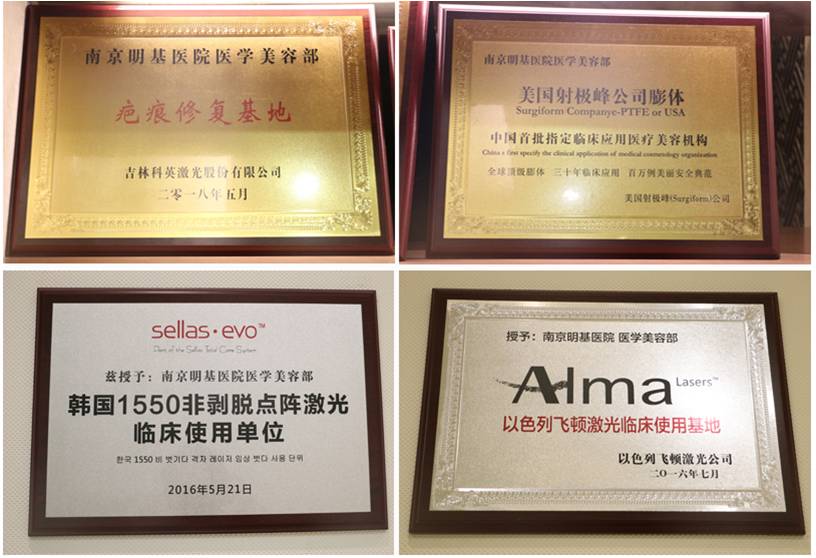 南京明基医院医学美容部
疤痕修复基地
吉林科英激光股份有限公司
二零一八年五月
南京明基医院医学美容部
美国射极峰公司膨体
Surgiform Companye-PTFE or USA
中国首批指定临床应用医疗美容机构
China s first specify the clinical application of medical cosmetology organization
全球顶级膨体 三十年临床应用 百万例美丽安全典范
美国射极峰(Surgiform)公司
sellas·evo™
Part of the Sellas Total Care System
兹授予：南京明基医院医学美容部
韩国1550非剥脱点阵激光
临床使用单位
한국 1550 비 벗기다 격자 레이저 임상 벗다 사용 단위
2016年5月21日
授予：南京明基医院 医学美容部
Alma Lasers™
以色列飞顿激光临床使用基地
以色列飞顿激光公司
二〇一六年七月